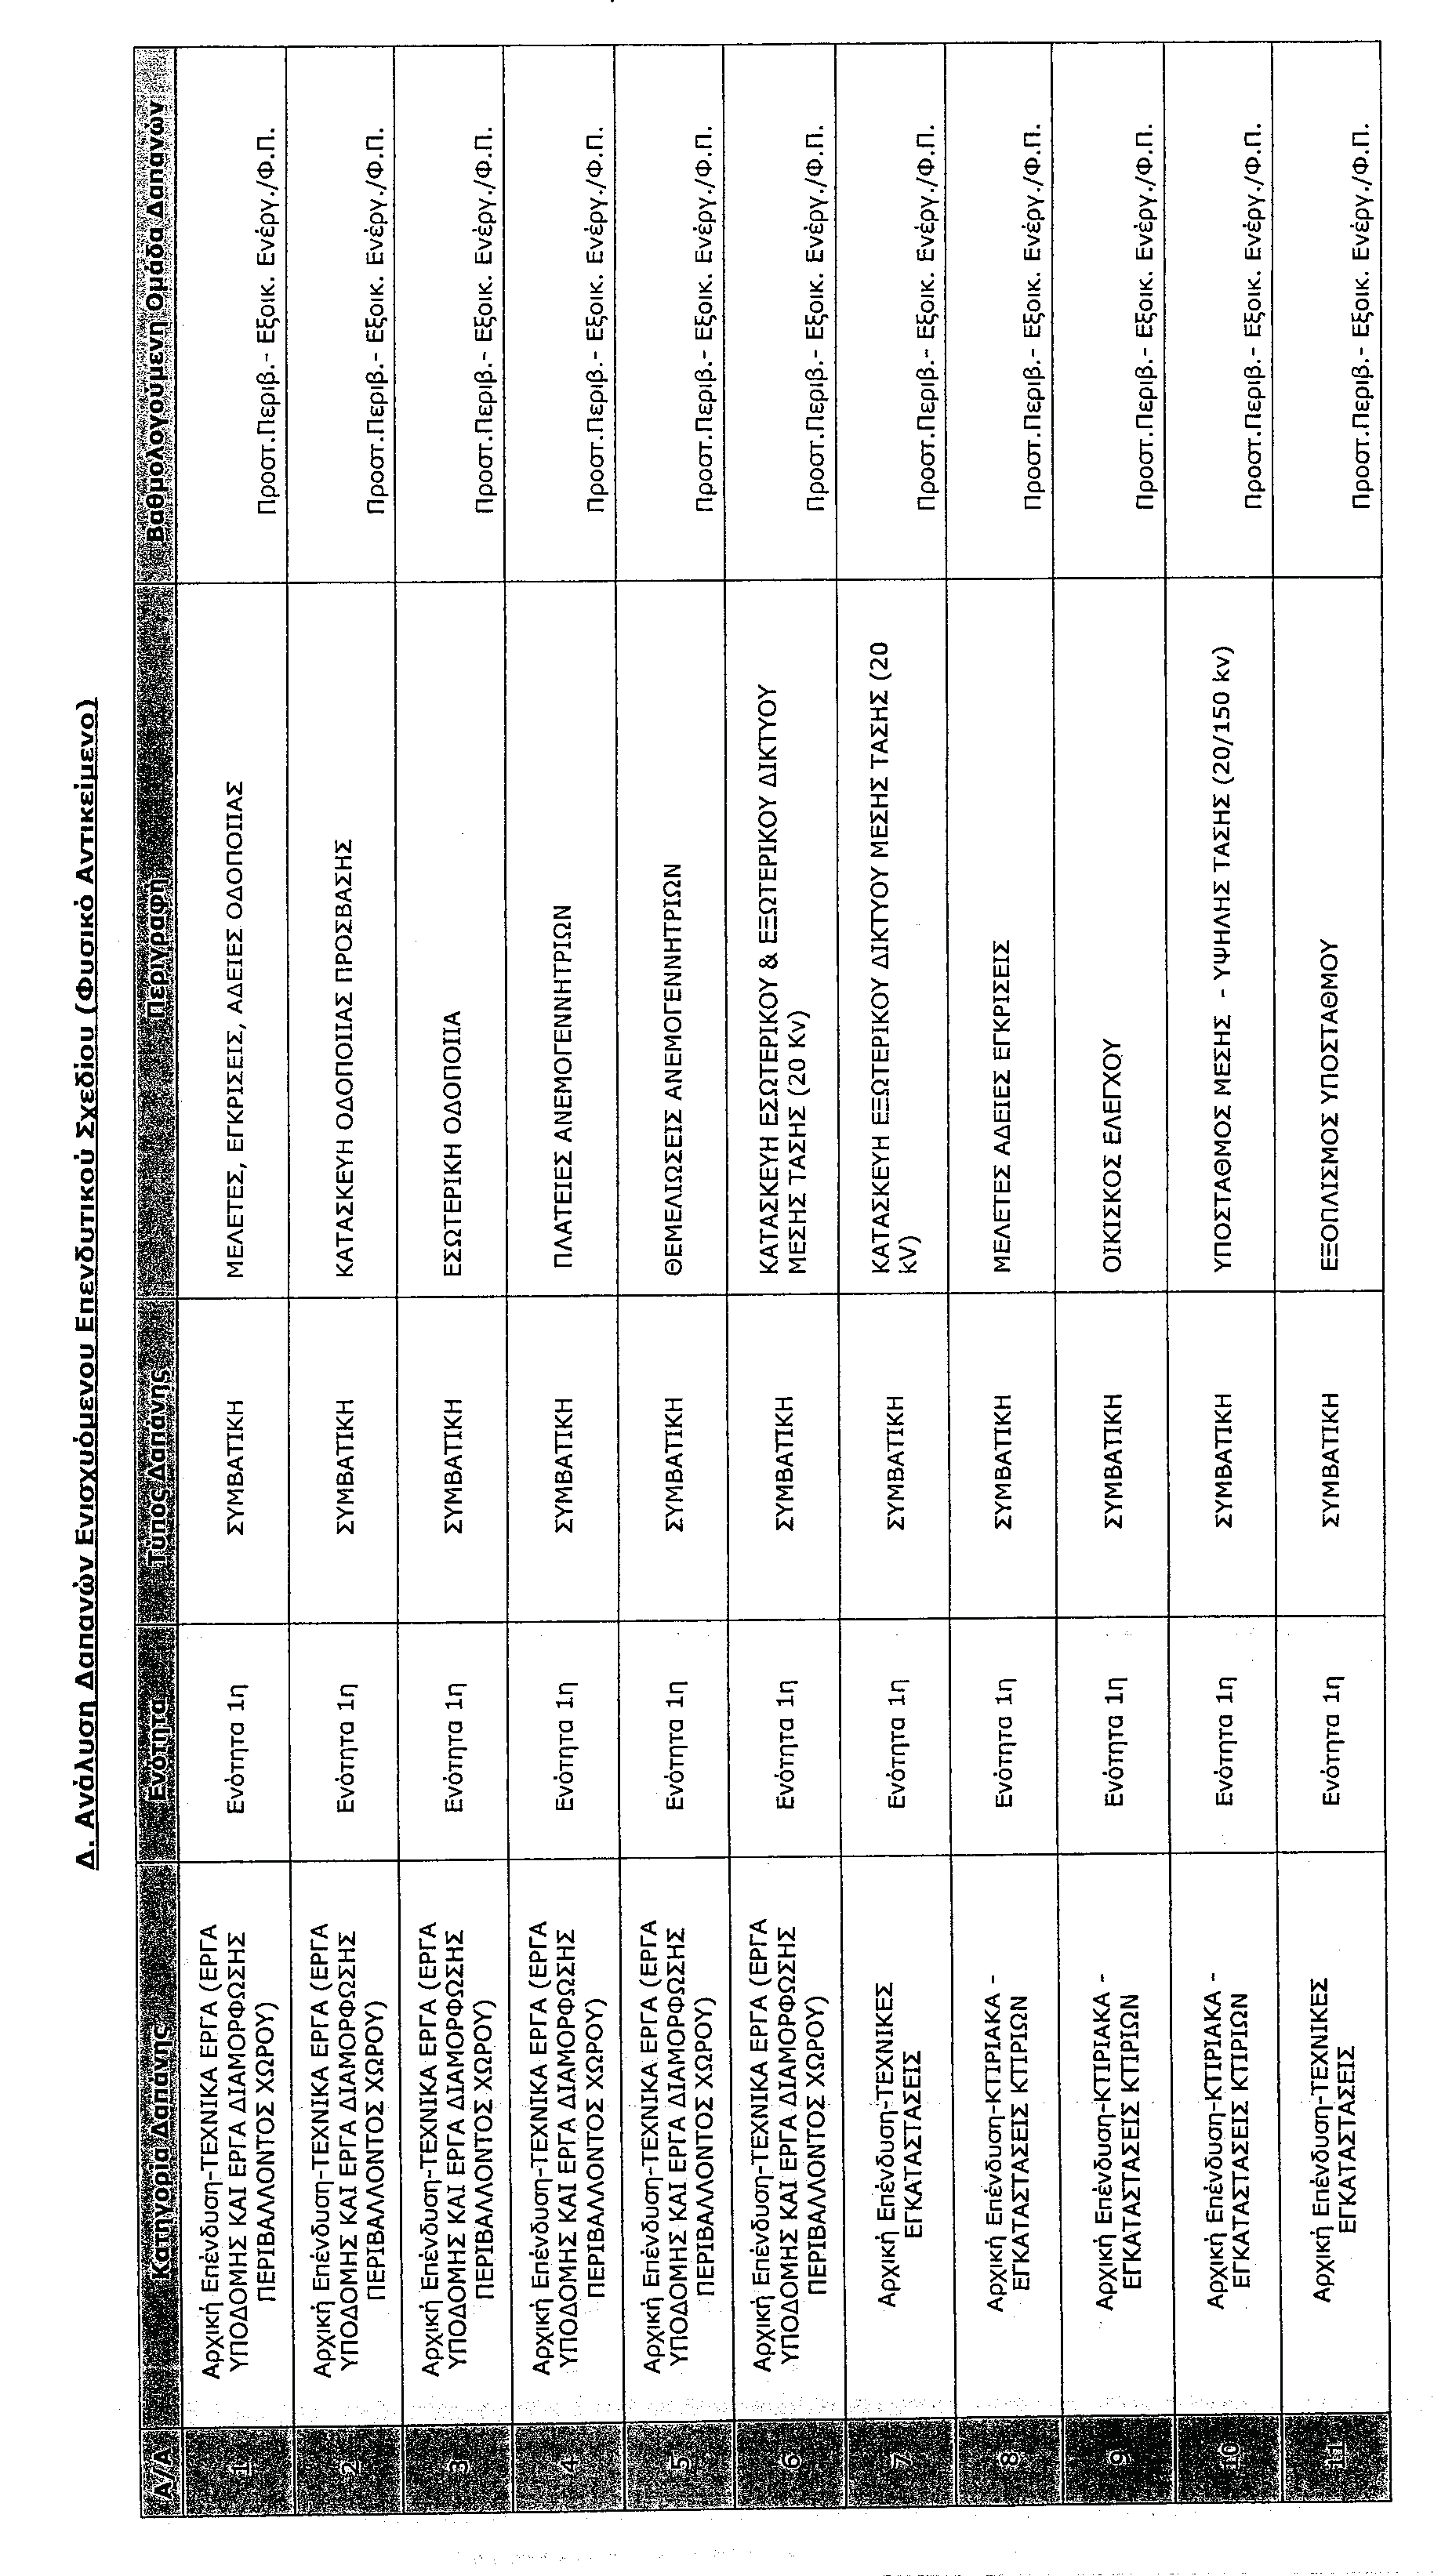 Δ. Ανάλυση Δαπανών Ενισχυόμενου Επενδυτικού Σχεδίου (Φυσικό Αντικείμενο)
Α/Α Κατηγορία Δαπάνης Ενότητα Τύπος Δαπάνης Περιγραφή Βαθμολογούμενη Ομάδα Δαπανών
1 Αρχική Επένδυση-ΤΕΧΝΙΚΑ ΕΡΓΑ (ΕΡΓΑ
ΥΠΟΔΟΜΗΣ ΚΑΙ ΕΡΓΑ ΔΙΑΜΟΡΦΩΣΗΣ
ΠΕΡΙΒΑΛΛΟΝΤΟΣ ΧΩΡΟΥ) Ενότητα 1η ΣΥΜΒΑΤΙΚΗ ΜΕΛΕΤΕΣ, ΕΓΚΡΙΣΕΙΣ, ΑΔΕΙΕΣ ΟΔΟΠΟΙΙΑΣ Προστ.Περιβ.- Εξοικ. Ενέργ./Φ.Π.
2 Αρχική Επένδυση-ΤΕΧΝΙΚΑ ΕΡΓΑ (ΕΡΓΑ
ΥΠΟΔΟΜΗΣ ΚΑΙ ΕΡΓΑ ΔΙΑΜΟΡΦΩΣΗΣ
ΠΕΡΙΒΑΛΛΟΝΤΟΣ ΧΩΡΟΥ) Ενότητα 1η ΣΥΜΒΑΤΙΚΗ ΚΑΤΑΣΚΕΥΗ ΟΔΟΠΟΙΙΑΣ ΠΡΟΣΒΑΣΗΣ Προστ.Περιβ.- Εξοικ. Ενέργ./Φ.Π.
3 Αρχική Επένδυση-ΤΕΧΝΙΚΑ ΕΡΓΑ (ΕΡΓΑ
ΥΠΟΔΟΜΗΣ ΚΑΙ ΕΡΓΑ ΔΙΑΜΟΡΦΩΣΗΣ
ΠΕΡΙΒΑΛΛΟΝΤΟΣ ΧΩΡΟΥ) Ενότητα 1η ΣΥΜΒΑΤΙΚΗ ΕΣΩΤΕΡΙΚΗ ΟΔΟΠΟΙΙΑ Προστ.Περιβ.- Εξοικ. Ενέργ./Φ.Π.
4 Αρχική Επένδυση-ΤΕΧΝΙΚΑ ΕΡΓΑ (ΕΡΓΑ
ΥΠΟΔΟΜΗΣ ΚΑΙ ΕΡΓΑ ΔΙΑΜΟΡΦΩΣΗΣ
ΠΕΡΙΒΑΛΛΟΝΤΟΣ ΧΩΡΟΥ) Ενότητα 1η ΣΥΜΒΑΤΙΚΗ ΠΛΑΤΕΙΕΣ ΑΝΕΜΟΓΕΝΝΗΤΡΙΩΝ Προστ.Περιβ.- Εξοικ. Ενέργ./Φ.Π.
5 Αρχική Επένδυση-ΤΕΧΝΙΚΑ ΕΡΓΑ (ΕΡΓΑ
ΥΠΟΔΟΜΗΣ ΚΑΙ ΕΡΓΑ ΔΙΑΜΟΡΦΩΣΗΣ
ΠΕΡΙΒΑΛΛΟΝΤΟΣ ΧΩΡΟΥ) Ενότητα 1η ΣΥΜΒΑΤΙΚΗ ΘΕΜΕΛΙΩΣΕΙΣ ΑΝΕΜΟΓΕΝΝΗΤΡΙΩΝ Προστ.Περιβ.- Εξοικ. Ενέργ./Φ.Π.
6 Αρχική Επένδυση-ΤΕΧΝΙΚΑ ΕΡΓΑ (ΕΡΓΑ
ΥΠΟΔΟΜΗΣ ΚΑΙ ΕΡΓΑ ΔΙΑΜΟΡΦΩΣΗΣ
ΠΕΡΙΒΑΛΛΟΝΤΟΣ ΧΩΡΟΥ) Ενότητα 1η ΣΥΜΒΑΤΙΚΗ ΚΑΤΑΣΚΕΥΗ ΕΣΩΤΕΡΙΚΟΥ & ΕΞΩΤΕΡΙΚΟΥ ΔΙΚΤΥΟΥ
ΜΕΣΗΣ ΤΑΣΗΣ (20 Kv) Προστ.Περιβ.- Εξοικ. Ενέργ./Φ.Π.
7 Αρχική Επένδυση-ΤΕΧΝΙΚΕΣ
ΕΓΚΑΤΑΣΤΑΣΕΙΣ Ενότητα 1η ΣΥΜΒΑΤΙΚΗ ΚΑΤΑΣΚΕΥΗ ΕΞΩΤΕΡΙΚΟΥ ΔΙΚΤΥΟΥ ΜΕΣΗΣ ΤΑΣΗΣ (20
kV) Προστ.Περιβ.- Εξοικ. Ενέργ./Φ.Π.
8 Αρχική Επένδυση-ΚΤΙΡΙΑΚΑ -
ΕΓΚΑΤΑΣΤΑΣΕΙΣ ΚΤΙΡΙΩΝ Ενότητα 1η ΣΥΜΒΑΤΙΚΗ ΜΕΛΕΤΕΣ ΑΔΕΙΕΣ ΕΓΚΡΙΣΕΙΣ Προστ.Περιβ.- Εξοικ. Ενέργ./Φ.Π.
9 Αρχική Επένδυση-ΚΤΙΡΙΑΚΑ -
ΕΓΚΑΤΑΣΤΑΣΕΙΣ ΚΤΙΡΙΩΝ Ενότητα 1η ΣΥΜΒΑΤΙΚΗ ΟΙΚΙΣΚΟΣ ΕΛΕΓΧΟΥ Προστ.Περιβ.- Εξοικ. Ενέργ./Φ.Π.
10 Αρχική Επένδυση-ΚΤΙΡΙΑΚΑ -
ΕΓΚΑΤΑΣΤΑΣΕΙΣ ΚΤΙΡΙΩΝ Ενότητα 1η ΣΥΜΒΑΤΙΚΗ ΥΠΟΣΤΑΘΜΟΣ ΜΕΣΗΣ - ΥΨΗΛΗΣ ΤΑΣΗΣ (20/150 kv) Προστ.Περιβ.- Εξοικ. Ενέργ./Φ.Π.
11 Αρχική Επένδυση-ΤΕΧΝΙΚΕΣ
ΕΓΚΑΤΑΣΤΑΣΕΙΣ Ενότητα 1η ΣΥΜΒΑΤΙΚΗ ΕΞΟΠΛΙΣΜΟΣ ΥΠΟΣΤΑΘΜΟΥ Προστ.Περιβ.- Εξοικ. Ενέργ./Φ.Π.